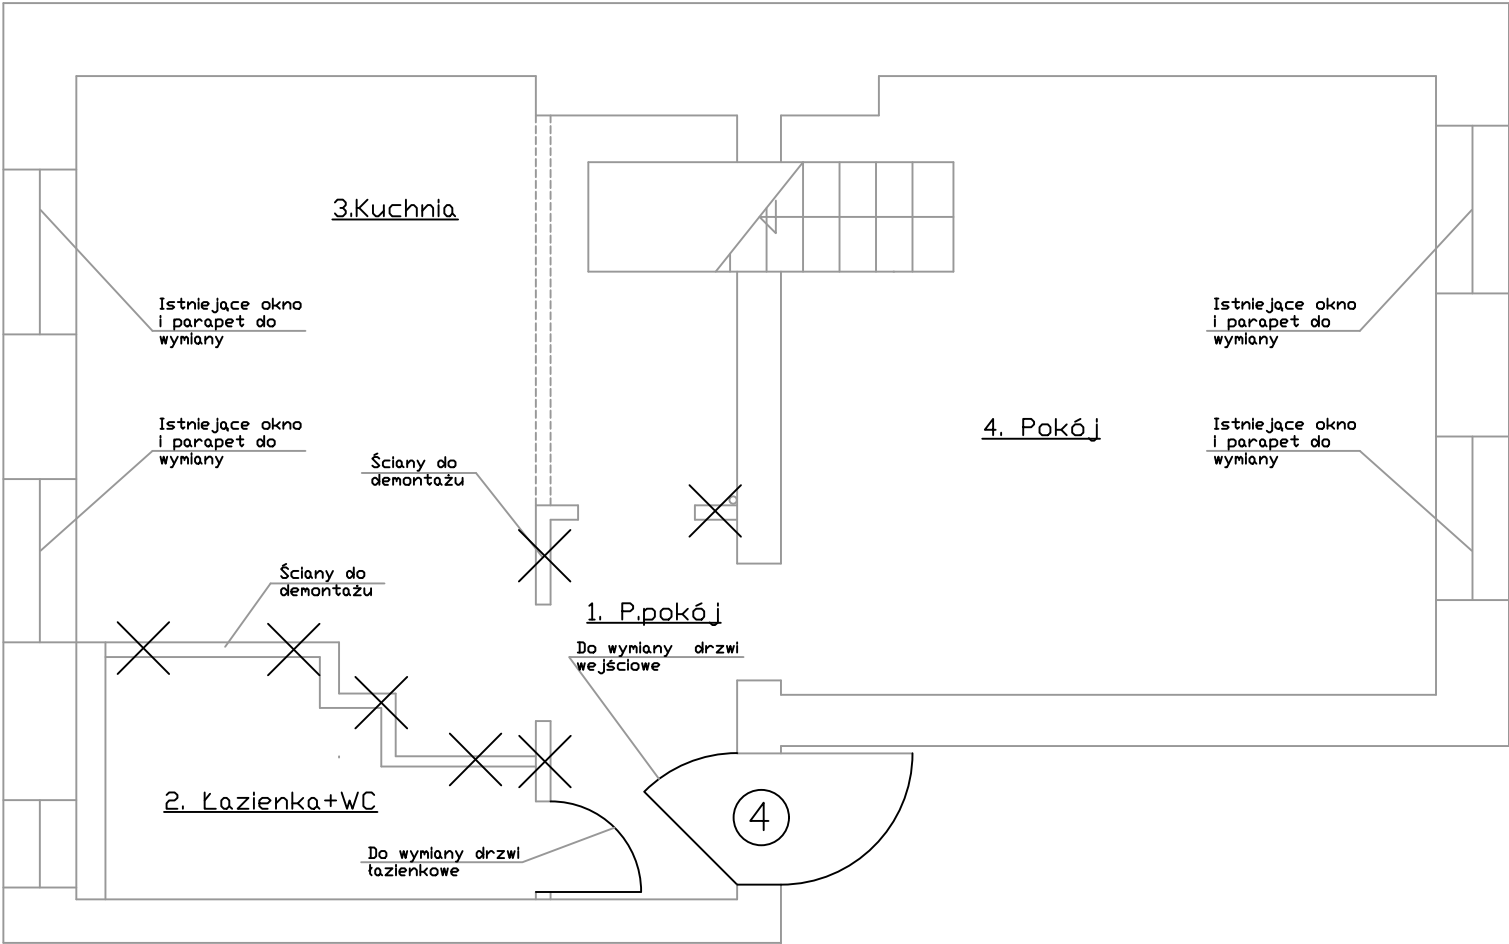 3.Kuchnia
Istniejące okno
i parapet do
wymiany
Istniejące okno
i parapet do
wymiany
Istniejące okno
i parapet do
wymiany
4. Pokój
Istniejące okno
i parapet do
wymiany
Ściany do
demontażu
Ściany do
demontażu
1. P.pokój
Do wymiany drzwi
wejściowe
2. Łazienka+WC
4
Do wymiany drzwi
łazienkowe